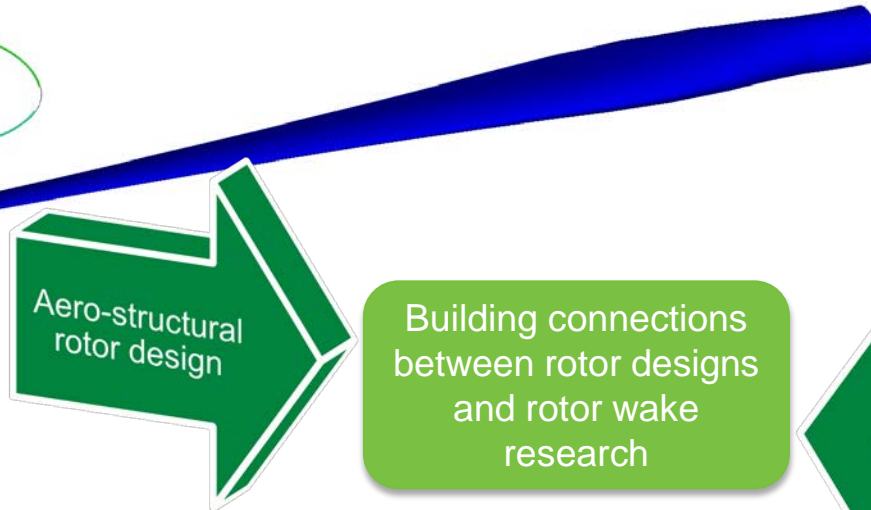 Aero-structural
rotor design
Building connections
between rotor designs
and rotor wake
research